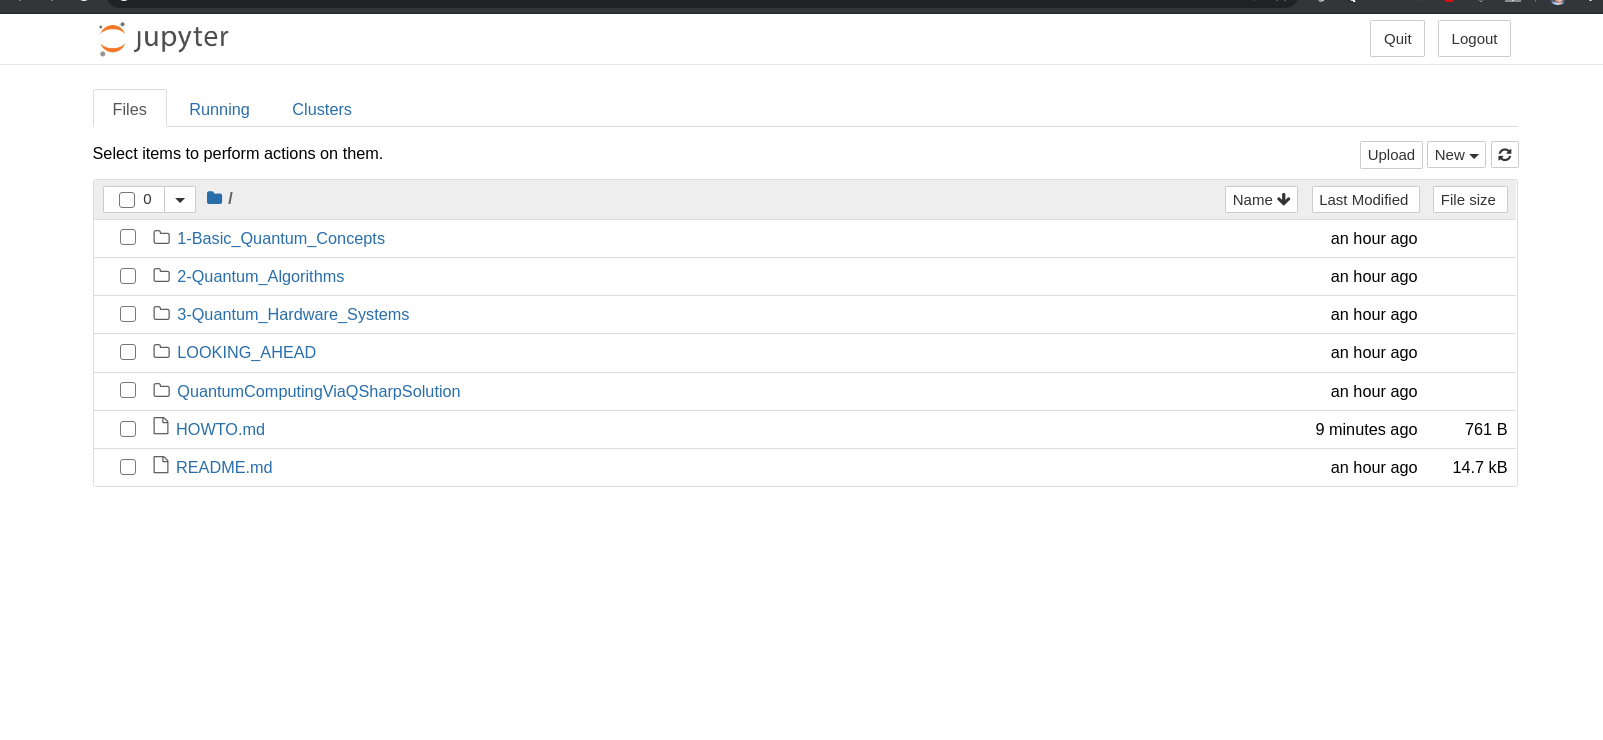 jupyter Quit Logout
Files Running Clusters
Select items to perform actions on them. Upload New
0 / Name Last Modified File size
1-Basic_Quantum_Concepts an hour ago
2-Quantum_Algorithms an hour ago
3-Quantum_Hardware_Systems an hour ago
LOOKING_AHEAD an hour ago
QuantumComputingViaQSharpSolution an hour ago
HOWTO.md 9 minutes ago 761 B
README.md an hour ago 14.7 kB